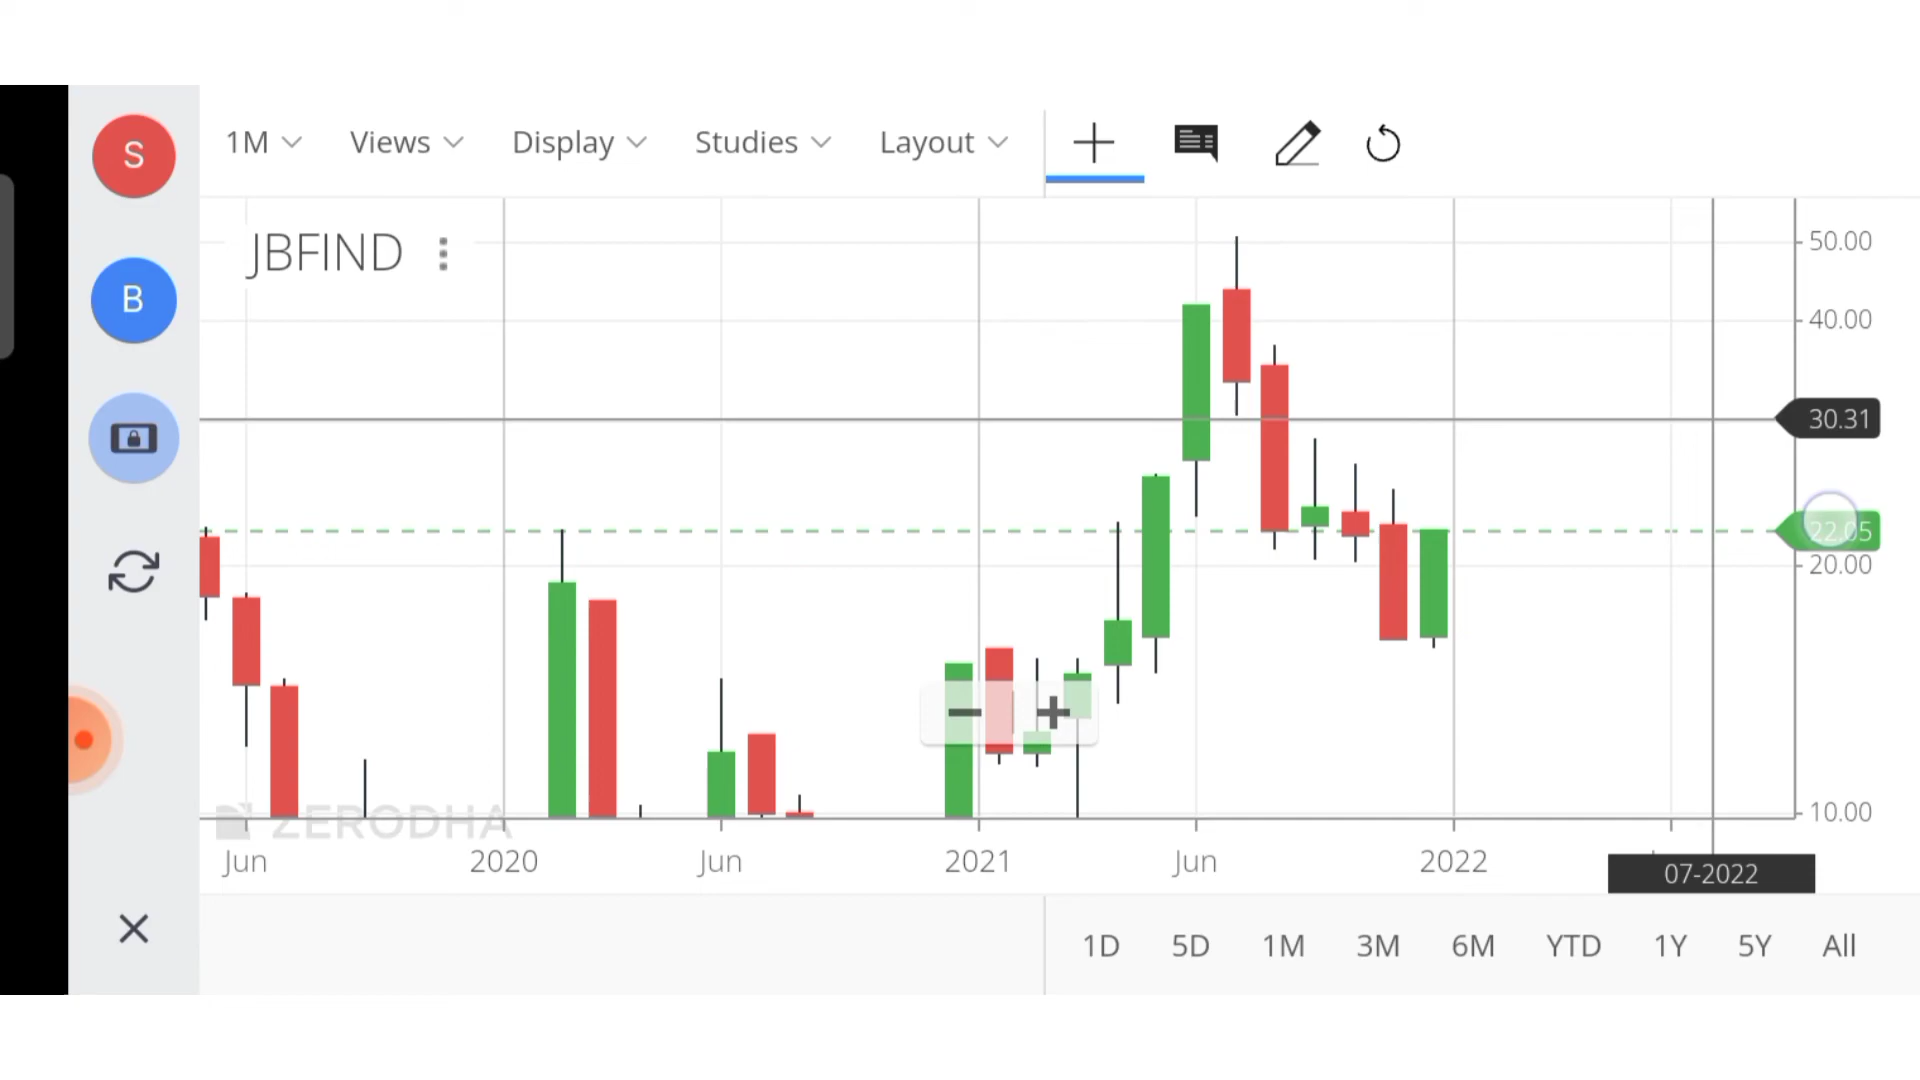 S
1M Views Display Studies Layout
JBFIND
B
50.00
40.00
30.31
22.05
20.00
10.00
ZERODHA
Jun 2020 Jun 2021 Jun 2022
07-2022
1D 5D 1M 3M 6M YTD 1Y 5Y All